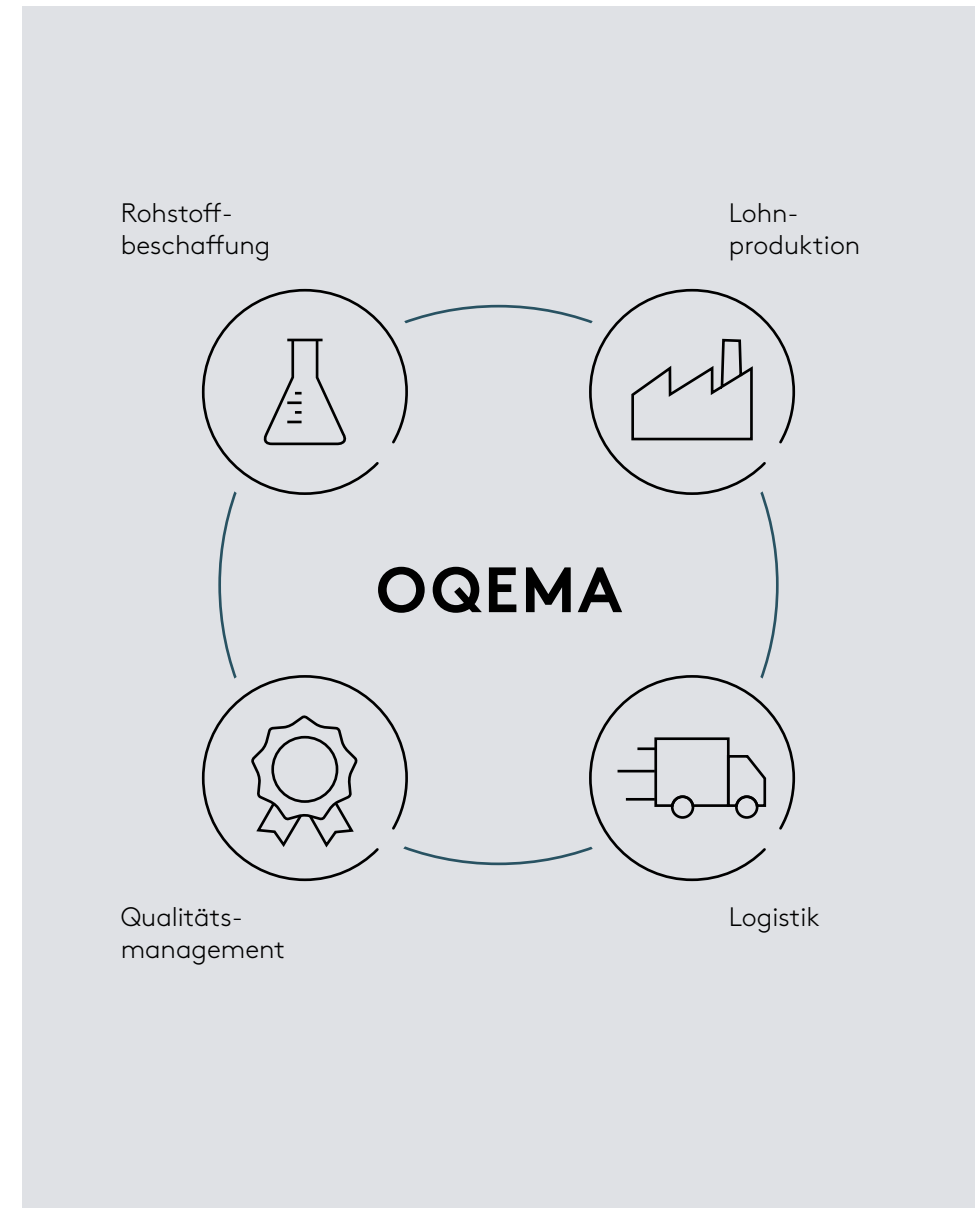 Rohstoff-
beschaffung
Lohn-
produktion
OQEMA
Qualitäts-
management
Logistik